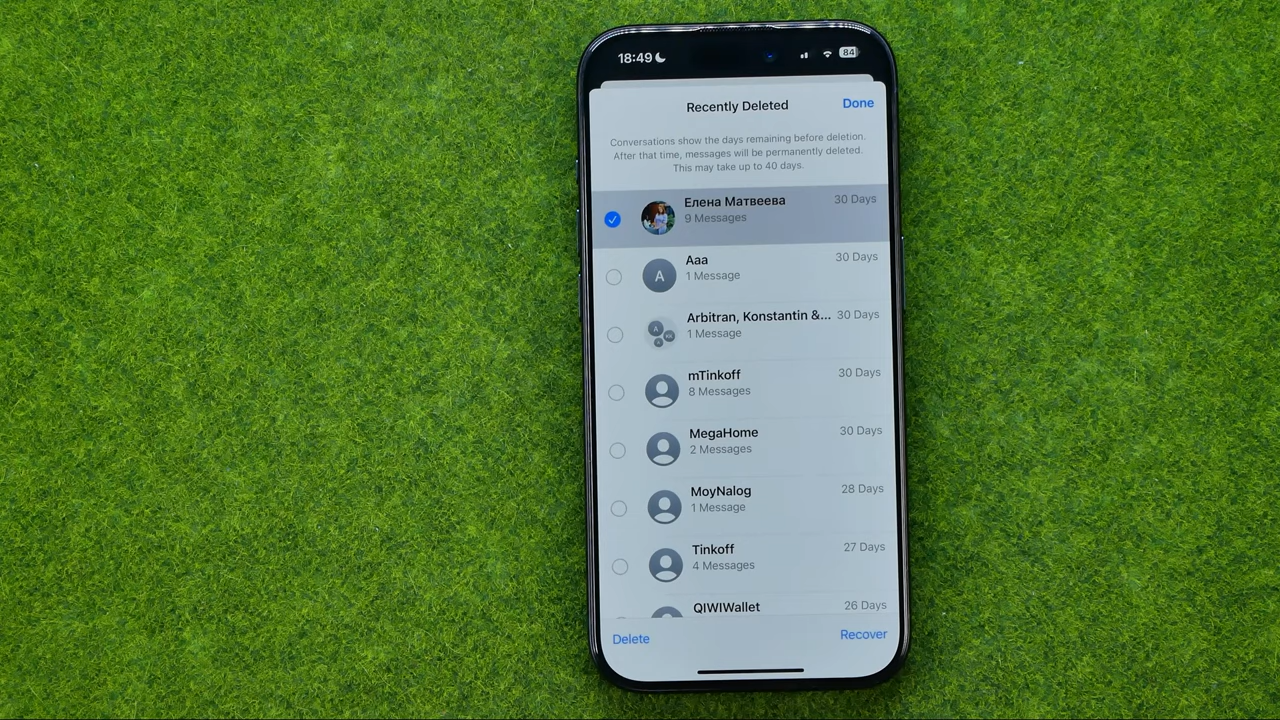 18:49
84
Recently Deleted
Done
Conversations show the days remaining before deletion.
After that time, messages will be permanently deleted.
This may take up to 40 days.
Елена Матвеева 30 Days
9 Messages
A
Aaa 30 Days
1 Message
Arbitran, Konstantin &... 30 Days
1 Message
mTinkoff 30 Days
8 Messages
MegaHome 30 Days
2 Messages
MoyNalog 28 Days
1 Message
Tinkoff 27 Days
4 Messages
QIWIWallet 26 Days
Delete
Recover